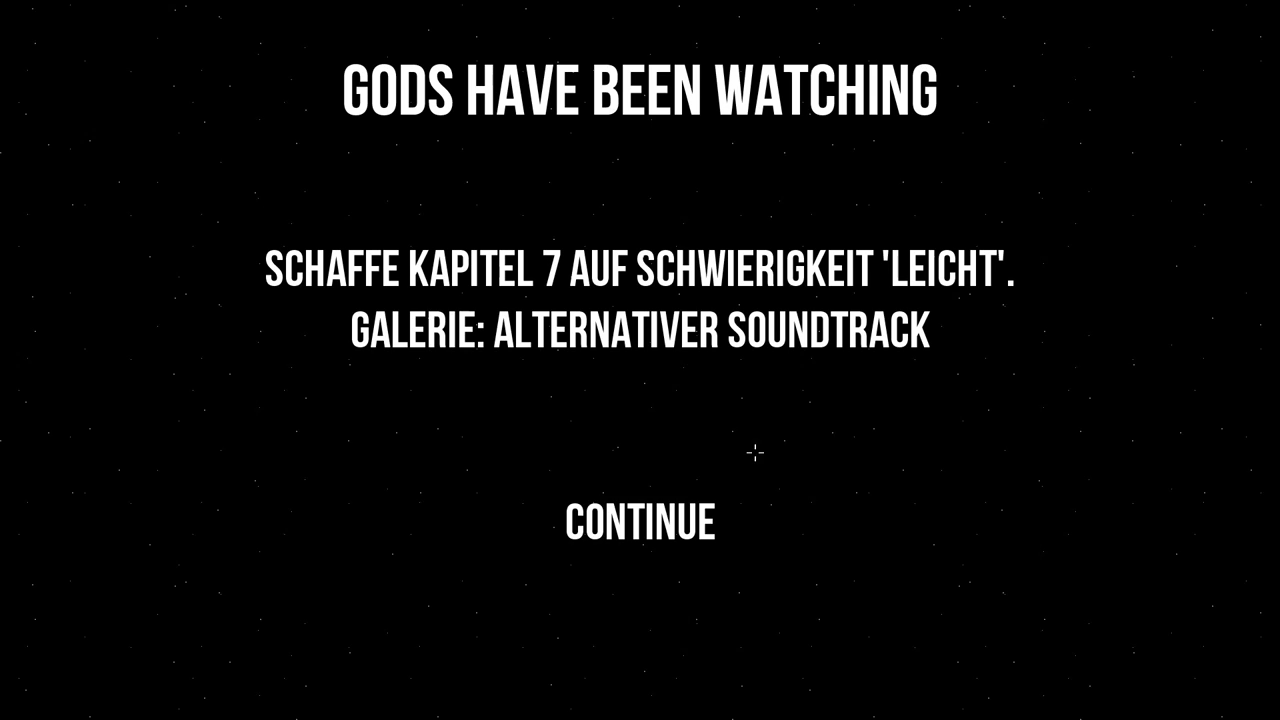 GODS HAVE BEEN WATCHING
SCHAFFE KAPITEL 7 AUF SCHWIERIGKEIT 'LEICHT'.
GALERIE: ALTERNATIVER SOUNDTRACK
CONTINUE